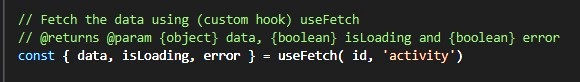 // Fetch the data using (custom hook) useFetch
// @returns @param {object} data, {boolean} isLoading and {boolean} error
const { data, isLoading, error } = useFetch( id, 'activity')